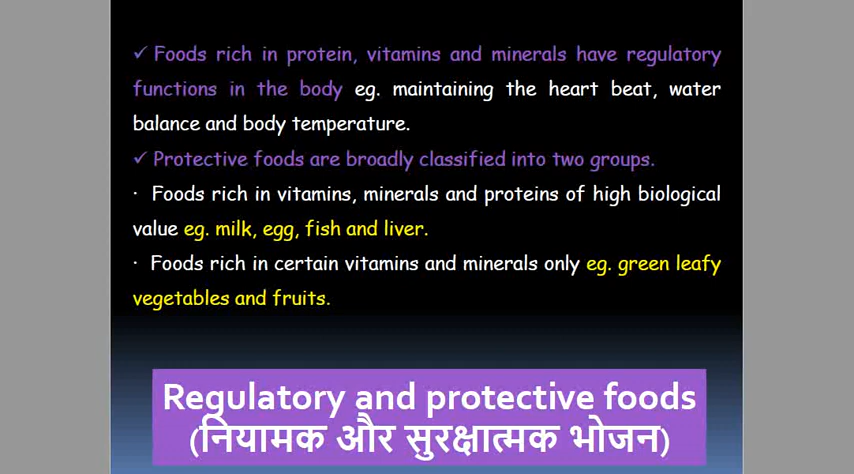 ✓ Foods rich in protein, vitamins and minerals have regulatory
functions in the body eg. maintaining the heart beat, water
balance and body temperature.
✓ Protective foods are broadly classified into two groups.
· Foods rich in vitamins, minerals and proteins of high biological
value eg. milk, egg, fish and liver.
· Foods rich in certain vitamins and minerals only eg. green leafy
vegetables and fruits.
Regulatory and protective foods
(नियामक और सुरक्षात्मक भोजन)